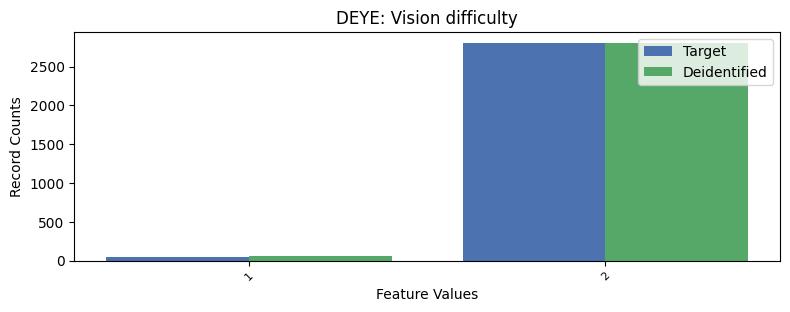 DEYE: Vision difficulty
Target
Deidentified
Record Counts
2500
2000
1500
1000
500
0
1
2
Feature Values